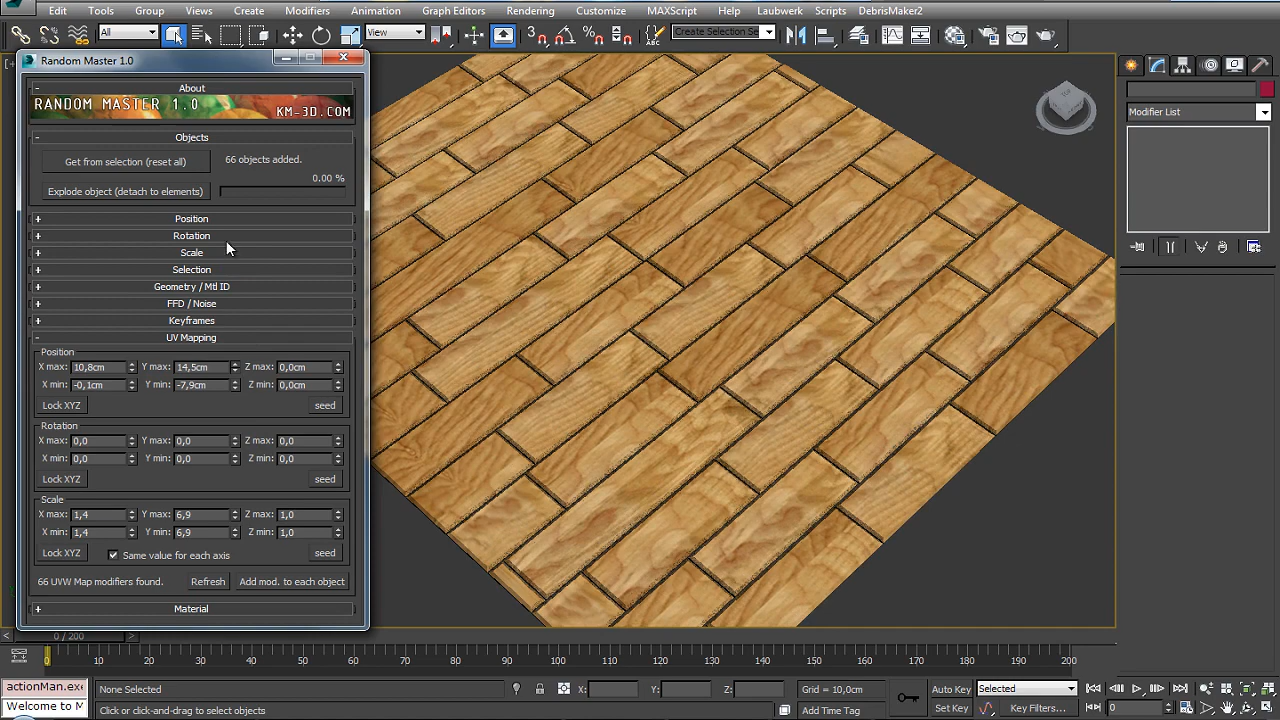 Edit Tools Group Views Create Modifiers Animation Graph Editors Rendering Customize MAXScript Help Laubwerk Scripts DebrisMaker2
All View Create Selection Se
Random Master 1.0
About
RANDOM MASTER 1.0 KM-3D.COM
Objects
Get from selection (reset all) 66 objects added.
0.00 %
Explode object (detach to elements)
Position
Rotation
Scale
Selection
Geometry / Mtl ID
FFD / Noise
Keyframes
UV Mapping
Position
X max: 10,8cm Y max: 14,5cm Z max: 0,0cm
X min: -0,1cm Y min: -7,9cm Z min: 0,0cm
Lock XYZ seed
Rotation
X max: 0,0 Y max: 0,0 Z max: 0,0
X min: 0,0 Y min: 0,0 Z min: 0,0
Lock XYZ seed
Scale
X max: 1,4 Y max: 6,9 Z max: 1,0
X min: 1,4 Y min: 6,9 Z min: 1,0
Lock XYZ Same value for each axis seed
66 UVW Map modifiers found. Refresh Add mod. to each object
Material
Modifier List
0 / 200
0 10 20 30 40 50 60 70 80 90 100 110 120 130 140 150 160 170 180 190 200
actionMan.exe None Selected X: Y: Z: Grid = 10,0cm Auto Key Selected
Welcome to M Click or click-and-drag to select objects Add Time Tag Set Key Key Filters... 0